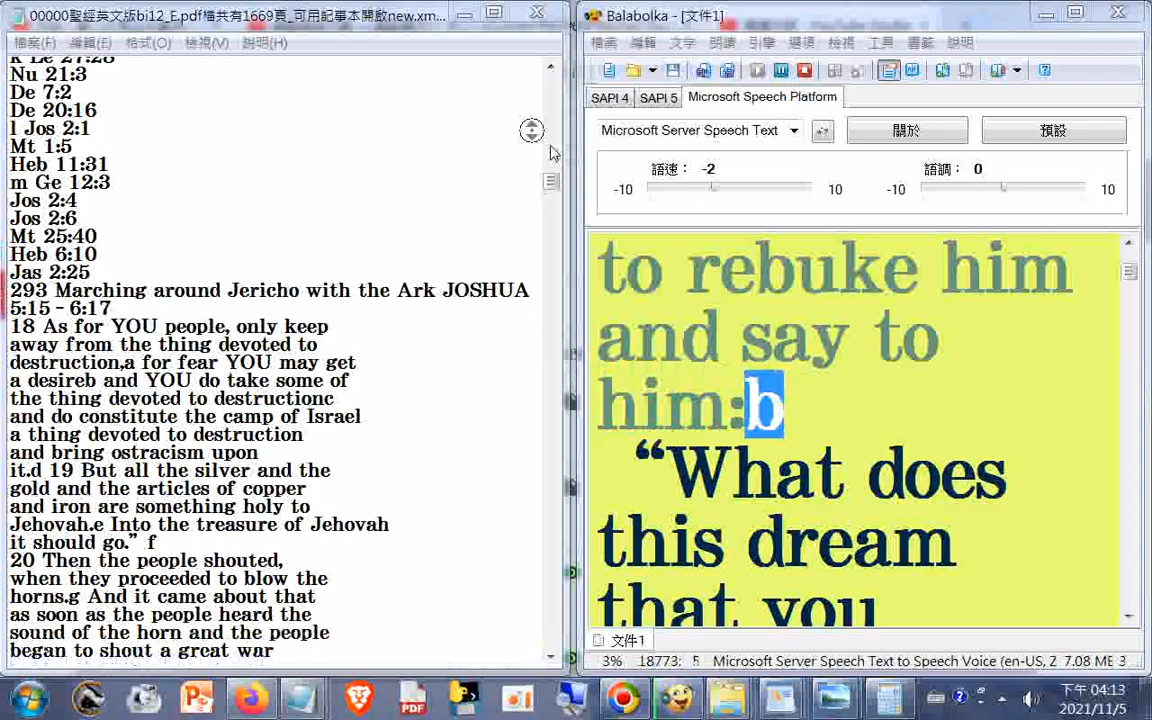 00000聖經英文版bi12_E.pdf檔共有1669頁_可用記事本開啟new.xm...
檔案(F) 編輯(E) 格式(O) 檢視(V) 說明(H)
k Le 27:28
Nu 21:3
De 7:2
De 20:16
l Jos 2:1
Mt 1:5
Heb 11:31
m Ge 12:3
Jos 2:4
Jos 2:6
Mt 25:40
Heb 6:10
Jas 2:25
293 Marching around Jericho with the Ark JOSHUA
5:15 – 6:17
18 As for YOU people, only keep
away from the thing devoted to
destruction,a for fear YOU may get
a desireb and YOU do take some of
the thing devoted to destructionc
and do constitute the camp of Israel
a thing devoted to destruction
and bring ostracism upon
it.d 19 But all the silver and the
gold and the articles of copper
and iron are something holy to
Jehovah.e Into the treasure of Jehovah
it should go.” f
20 Then the people shouted,
when they proceeded to blow the
horns.g And it came about that
as soon as the people heard the
sound of the horn and the people
began to shout a great war
Balabolka - [文件1]
檔案 編輯 文字 朗讀 引擎 選項 檢視 工具 書籤 說明
SAPI 4 SAPI 5 Microsoft Speech Platform
Microsoft Server Speech Text 關於 預設
語速： -2 語調： 0
-10 10 -10 10
to rebuke him
and say to
him:b
“What does
this dream
that you
文件1
3% 18773: 5 Microsoft Server Speech Text to Speech Voice (en-US, Z 7.08 MB 3
PDF
下午 04:13
2021/11/5